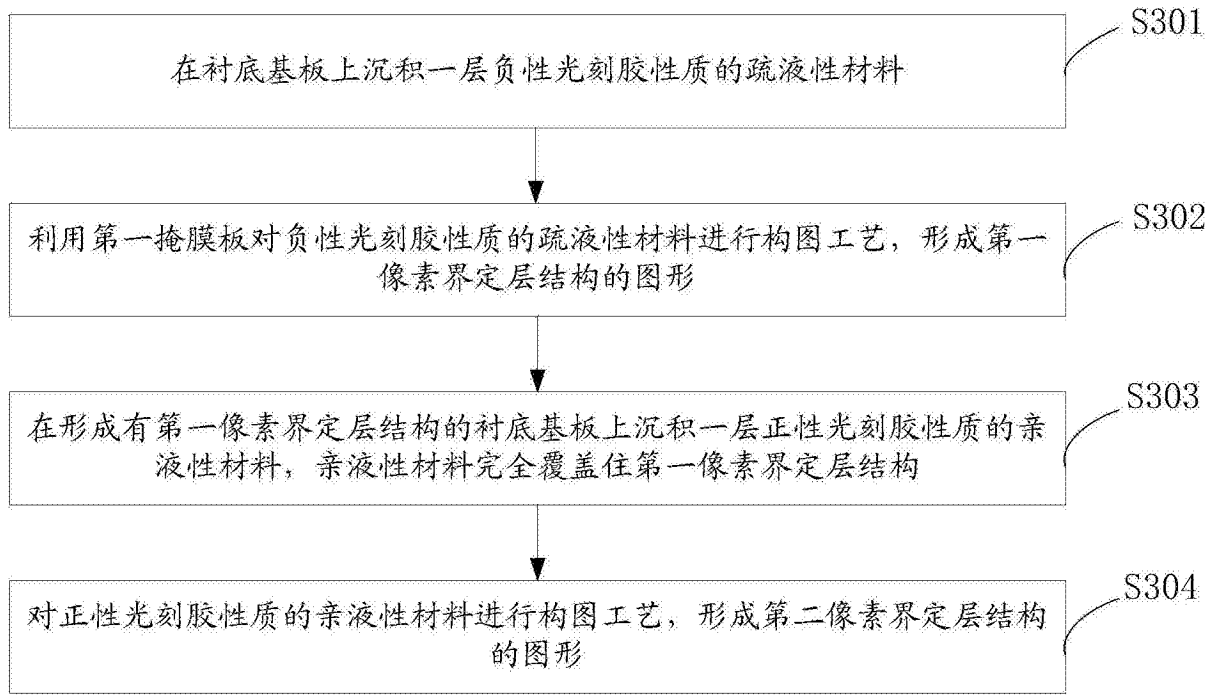 S301
在衬底基板上沉积一层负性光刻胶性质的疏液性材料
S302
利用第一掩膜板对负性光刻胶性质的疏液性材料进行构图工艺，形成第一
像素界定层结构的图形
S303
在形成有第一像素界定层结构的衬底基板上沉积一层正性光刻胶性质的亲
液性材料，亲液性材料完全覆盖住第一像素界定层结构
S304
对正性光刻胶性质的亲液性材料进行构图工艺，形成第二像素界定层结构
的图形